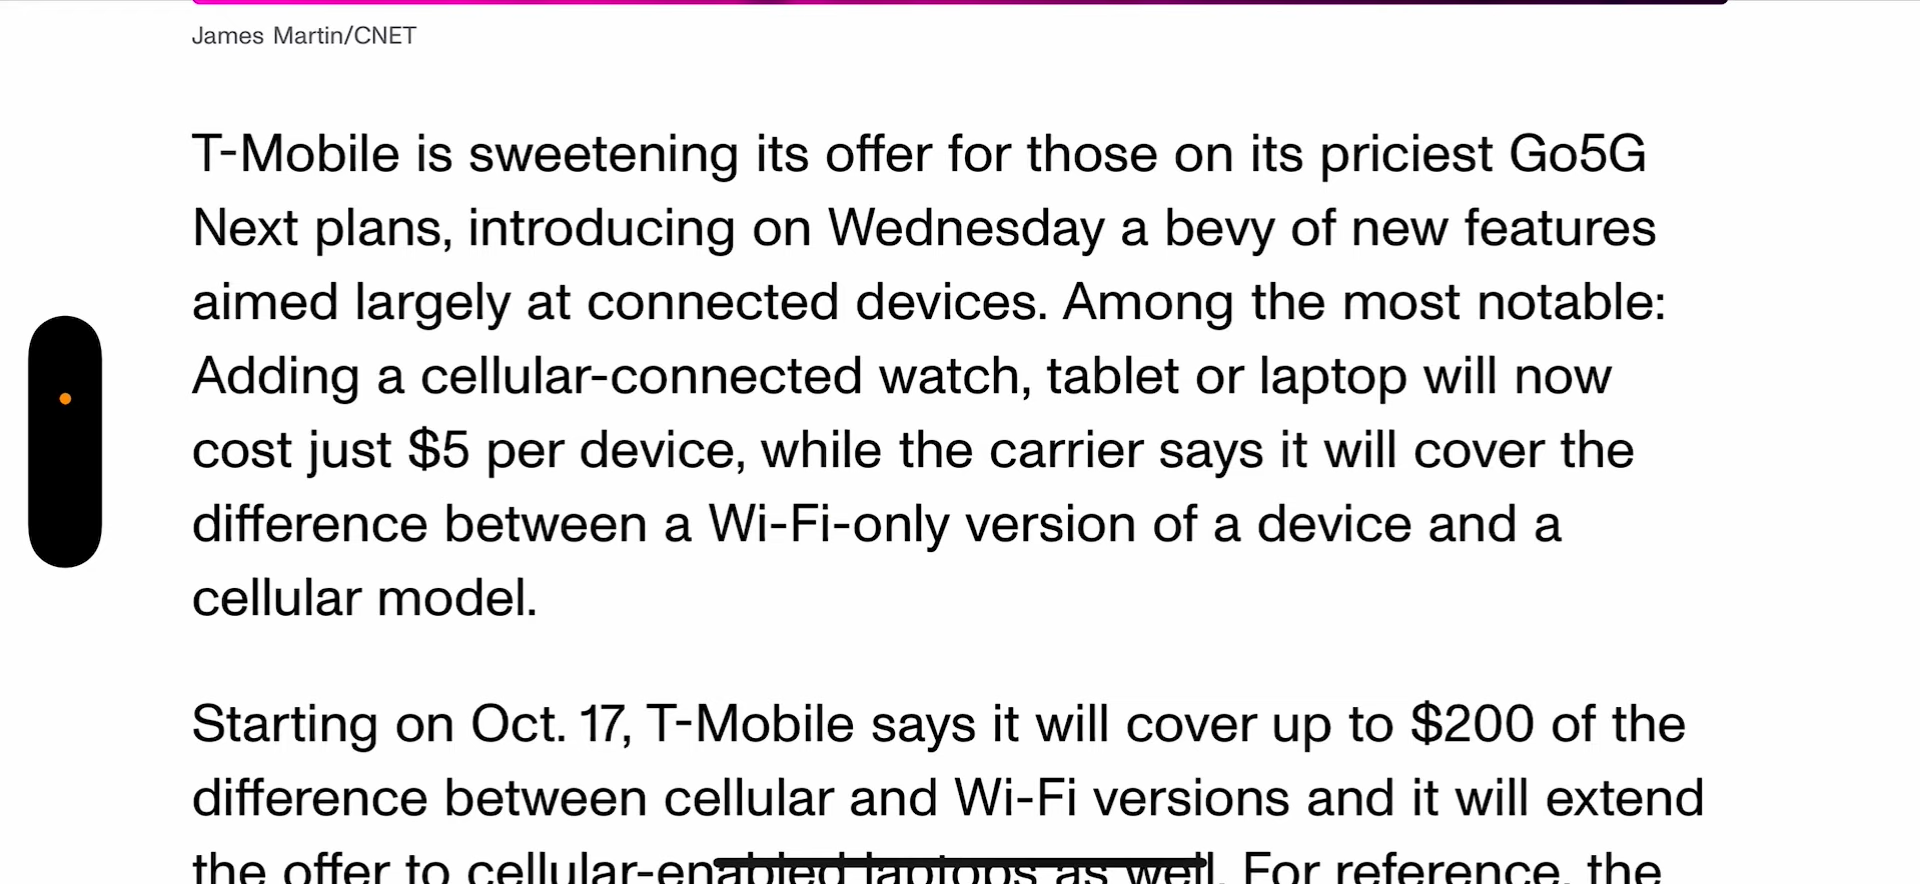 James Martin/CNET
T-Mobile is sweetening its offer for those on its priciest Go5G
Next plans, introducing on Wednesday a bevy of new features
aimed largely at connected devices. Among the most notable:
Adding a cellular-connected watch, tablet or laptop will now
cost just $5 per device, while the carrier says it will cover the
difference between a Wi-Fi-only version of a device and a
cellular model.
Starting on Oct. 17, T-Mobile says it will cover up to $200 of the
difference between cellular and Wi-Fi versions and it will extend
the offer to cellular-enabled laptops as well. For reference, the